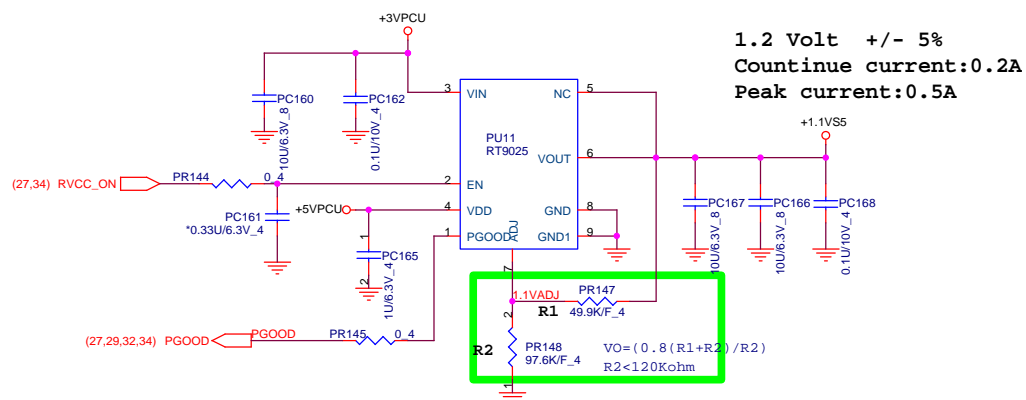 +3VPCU
1.2 Volt +/- 5%
Countinue current:0.2A
Peak current:0.5A
PC160
10U/6.3V_8
PC162
0.1U/10V_4
3
VIN
NC
5
PU11
RT9025
VOUT
6
+1.1VS5
(27,34) RVCC_ON
PR144
0_4
2
EN
PC161
*0.33U/6.3V_4
+5VPCU
4
VDD
GND
8
1
PGOOD
ADJ
GND1
9
7
1
PC165
2
1U/6.3V_4
PC167
10U/6.3V_8
PC166
10U/6.3V_8
PC168
0.1U/10V_4
1.1VADJ
R1
PR147
49.9K/F_4
(27,29,32,34) PGOOD
PGOOD
PR145
0_4
R2
2
PR148
97.6K/F_4
1
VO=(0.8(R1+R2)/R2)
R2<120Kohm